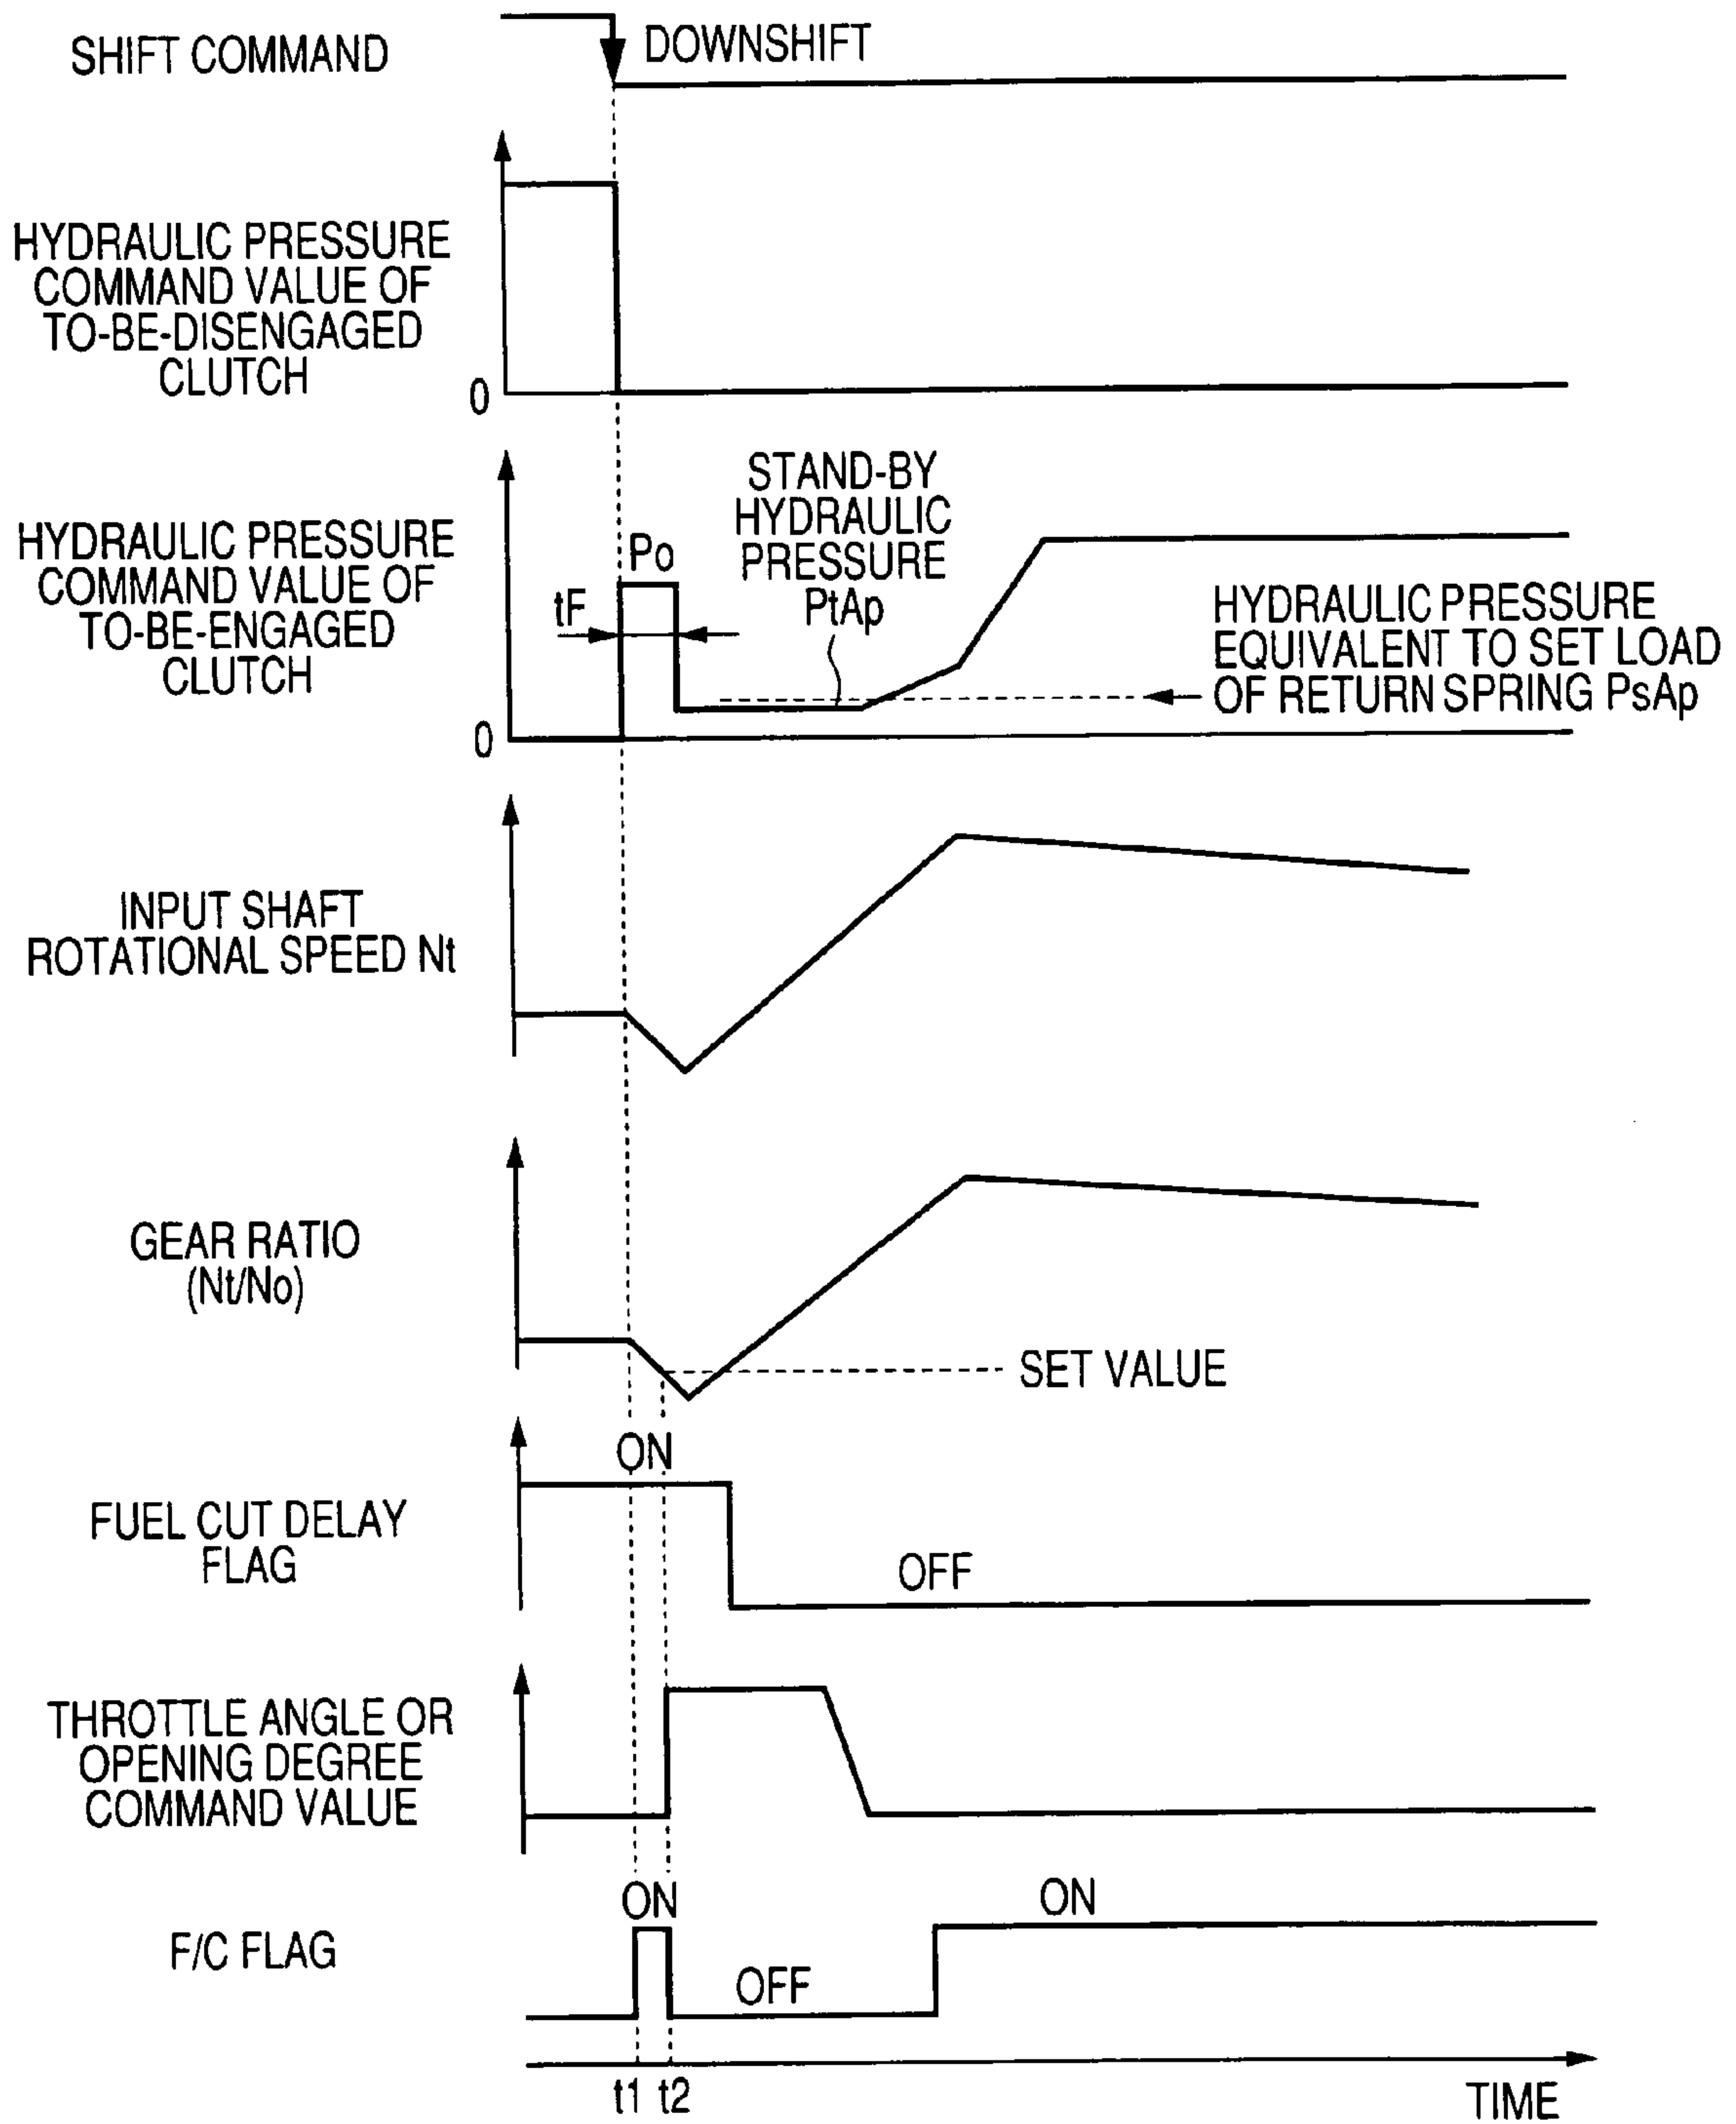 SHIFT COMMAND
DOWNSHIFT
HYDRAULIC PRESSURE
COMMAND VALUE OF
TO-BE-DISENGAGED
CLUTCH
0
HYDRAULIC PRESSURE
COMMAND VALUE OF
TO-BE-ENGAGED
CLUTCH
0
tF
Po
STAND-BY
HYDRAULIC
PRESSURE
PtAp
HYDRAULIC PRESSURE
EQUIVALENT TO SET LOAD
OF RETURN SPRING PsAp
INPUT SHAFT
ROTATIONAL SPEED Nt
GEAR RATIO
(Nt/No)
SET VALUE
FUEL CUT DELAY
FLAG
ON
OFF
THROTTLE ANGLE OR
OPENING DEGREE
COMMAND VALUE
F/C FLAG
ON
OFF
ON
t1 t2
TIME